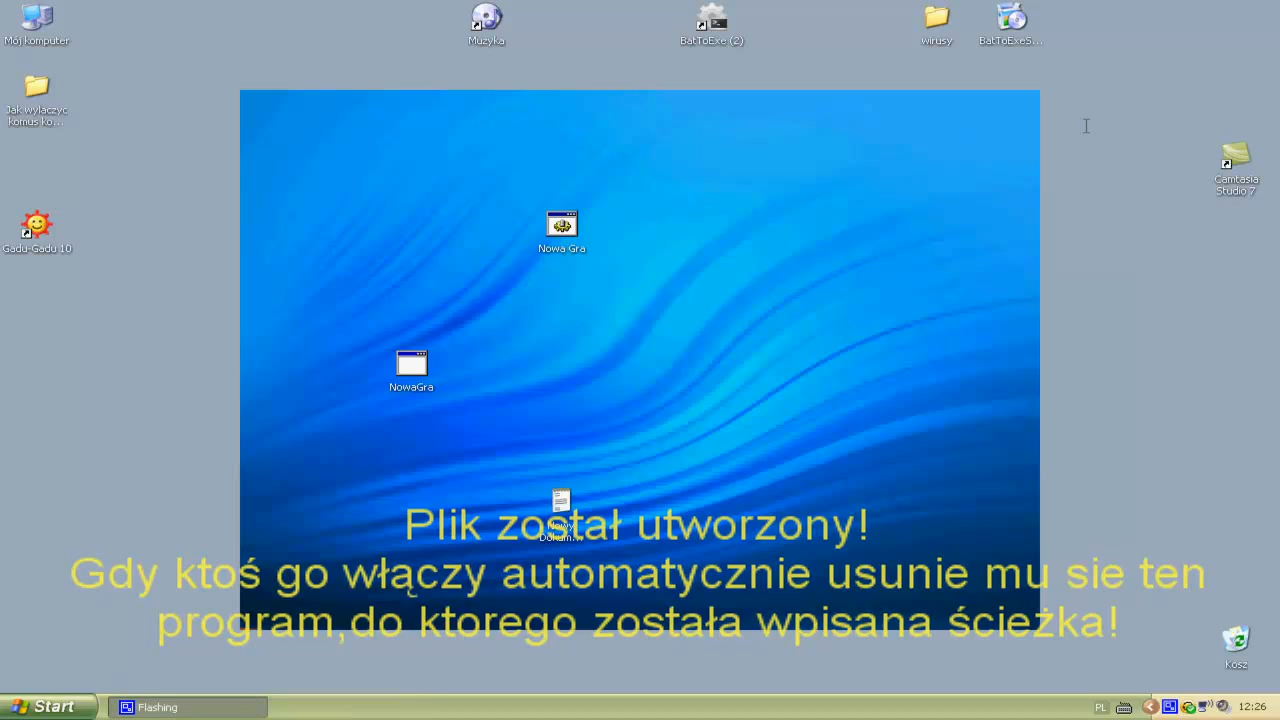 Mój komputer
Muzyka
BatToExe (2)
wirusy
BatToExeS...
Jak wylaczyc
komus ko...
Camtasia
Studio 7
Gadu-Gadu 10
Nowa Gra
NowaGra
Nowy
Dokum...
Plik został utworzony!
Gdy ktoś go włączy automatycznie usunie mu sie ten
program,do ktorego została wpisana ścieżka!
Kosz
Start
Flashing
PL
12:26